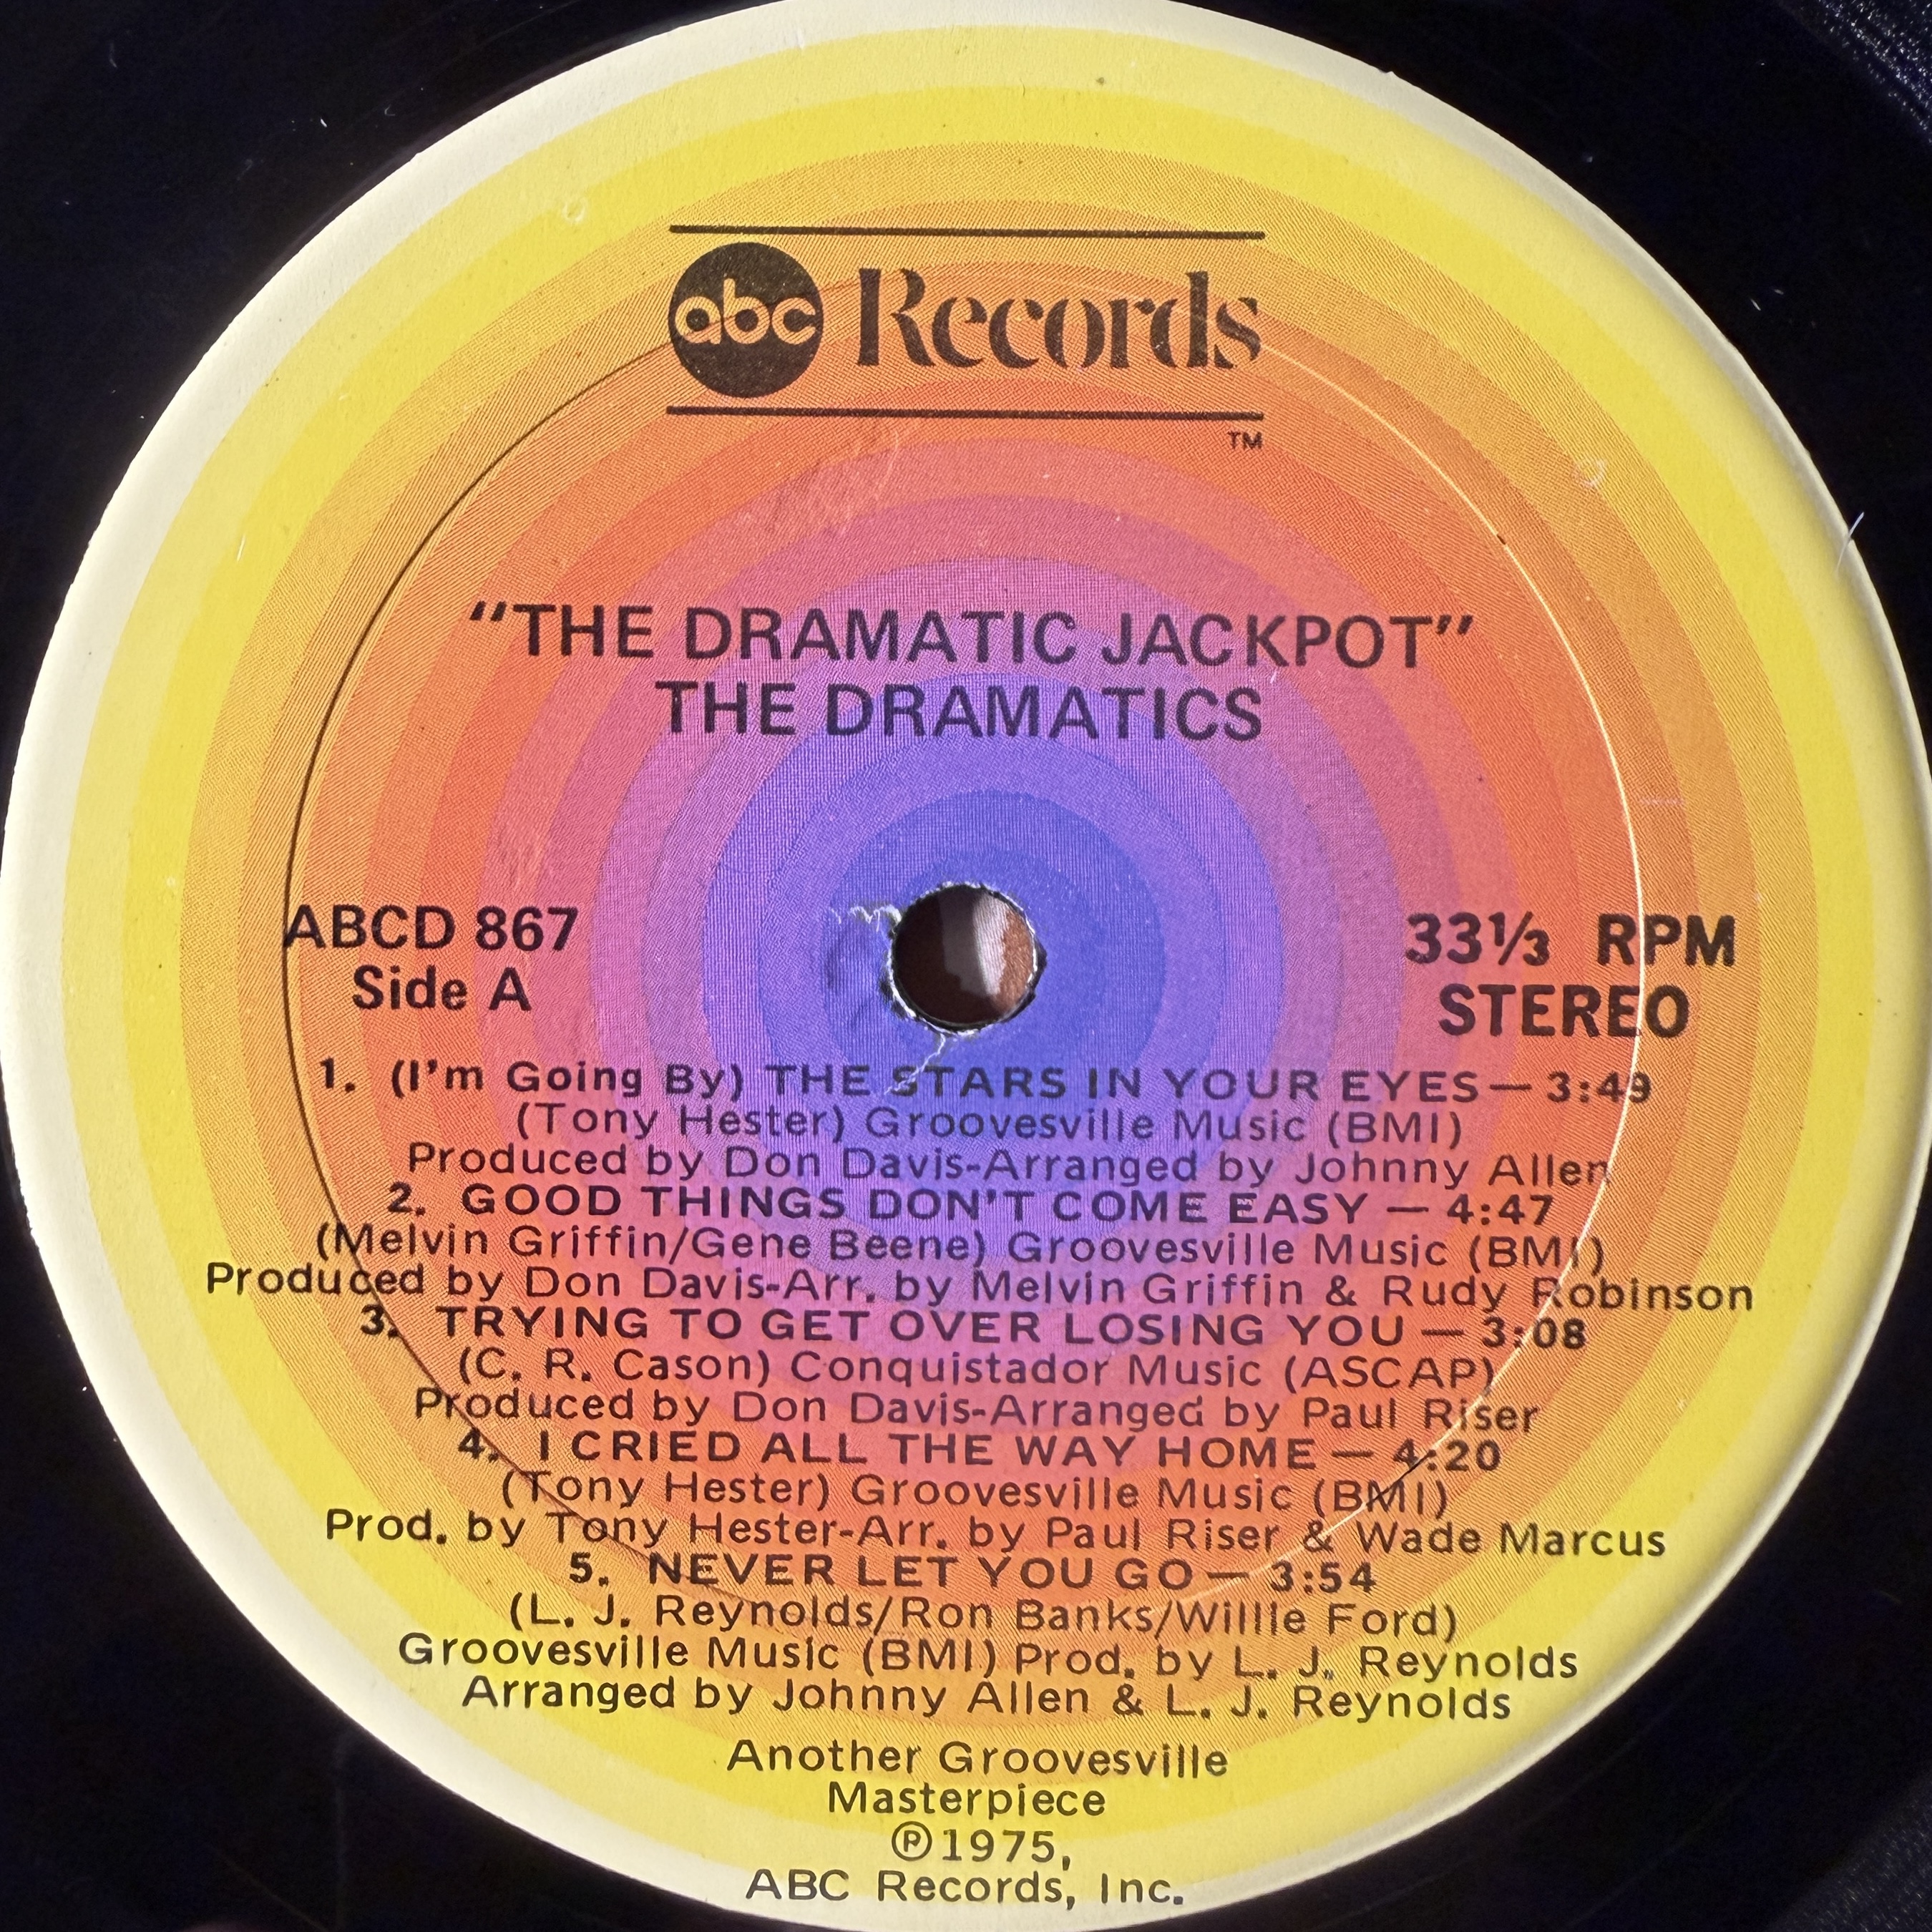 abc Records
TM
"THE DRAMATIC JACKPOT"
THE DRAMATICS
ABCD 867
Side A
33⅓ RPM
STEREO
1. (I'm Going By) THE STARS IN YOUR EYES — 3:49
(Tony Hester) Groovesville Music (BMI)
Produced by Don Davis-Arranged by Johnny Allen
2. GOOD THINGS DON'T COME EASY — 4:47
(Melvin Griffin/Gene Beene) Groovesville Music (BMI)
Produced by Don Davis-Arr. by Melvin Griffin & Rudy Robinson
3. TRYING TO GET OVER LOSING YOU — 3:08
(C. R. Cason) Conquistador Music (ASCAP)
Produced by Don Davis-Arranged by Paul Riser
4. I CRIED ALL THE WAY HOME — 4:20
(Tony Hester) Groovesville Music (BMI)
Prod. by Tony Hester-Arr. by Paul Riser & Wade Marcus
5. NEVER LET YOU GO — 3:54
(L. J. Reynolds/Ron Banks/Willie Ford)
Groovesville Music (BMI) Prod. by L. J. Reynolds
Arranged by Johnny Allen & L. J. Reynolds
Another Groovesville
Masterpiece
℗1975,
ABC Records, Inc.